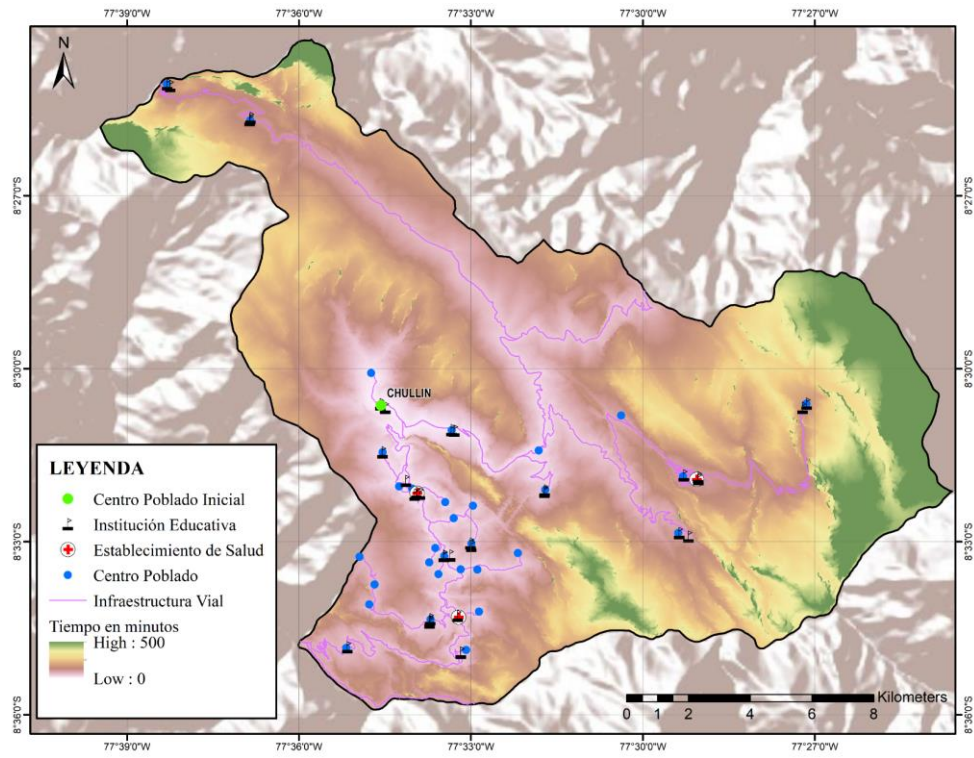 77°39'0"W 77°36'0"W 77°33'0"W 77°30'0"W 77°27'0"W
N
8°27'0"S 8°27'0"S
8°30'0"S 8°30'0"S
CHULLIN
LEYENDA
Centro Poblado Inicial
Institución Educativa
Establecimiento de Salud
Centro Poblado
Infraestructura Vial
Tiempo en minutos
High : 500
Low : 0
8°33'0"S 8°33'0"S
Kilometers
0 1 2 4 6 8
8°36'0"S 8°36'0"S
77°39'0"W 77°36'0"W 77°33'0"W 77°30'0"W 77°27'0"W